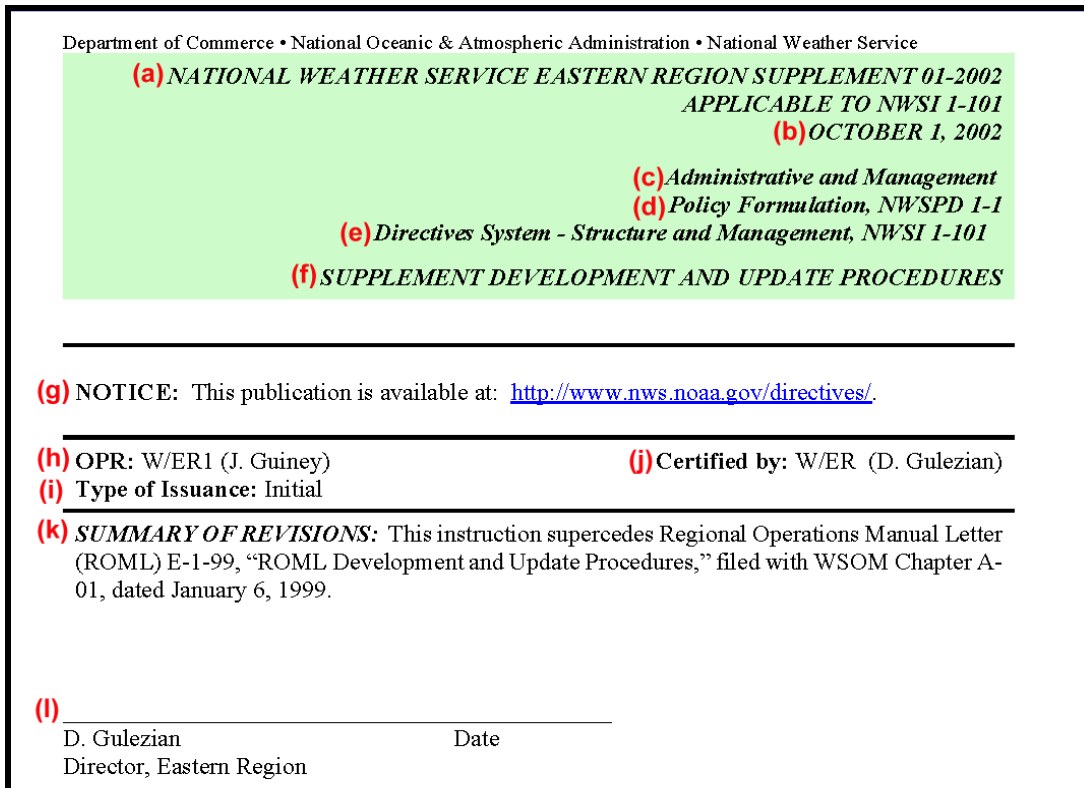 Department of Commerce • National Oceanic & Atmospheric Administration • National Weather Service
(a) NATIONAL WEATHER SERVICE EASTERN REGION SUPPLEMENT 01-2002
APPLICABLE TO NWSI 1-101
(b) OCTOBER 1, 2002
(c) Administrative and Management
(d) Policy Formulation, NWSPD 1-1
(e) Directives System - Structure and Management, NWSI 1-101
(f) SUPPLEMENT DEVELOPMENT AND UPDATE PROCEDURES
(g) NOTICE: This publication is available at: http://www.nws.noaa.gov/directives/.
(h) OPR: W/ER1 (J. Guiney) (j) Certified by: W/ER (D. Gulezian)
(i) Type of Issuance: Initial
(k) SUMMARY OF REVISIONS: This instruction supercedes Regional Operations Manual Letter
(ROML) E-1-99, “ROML Development and Update Procedures,” filed with WSOM Chapter A-
01, dated January 6, 1999.
(l)
D. Gulezian Date
Director, Eastern Region